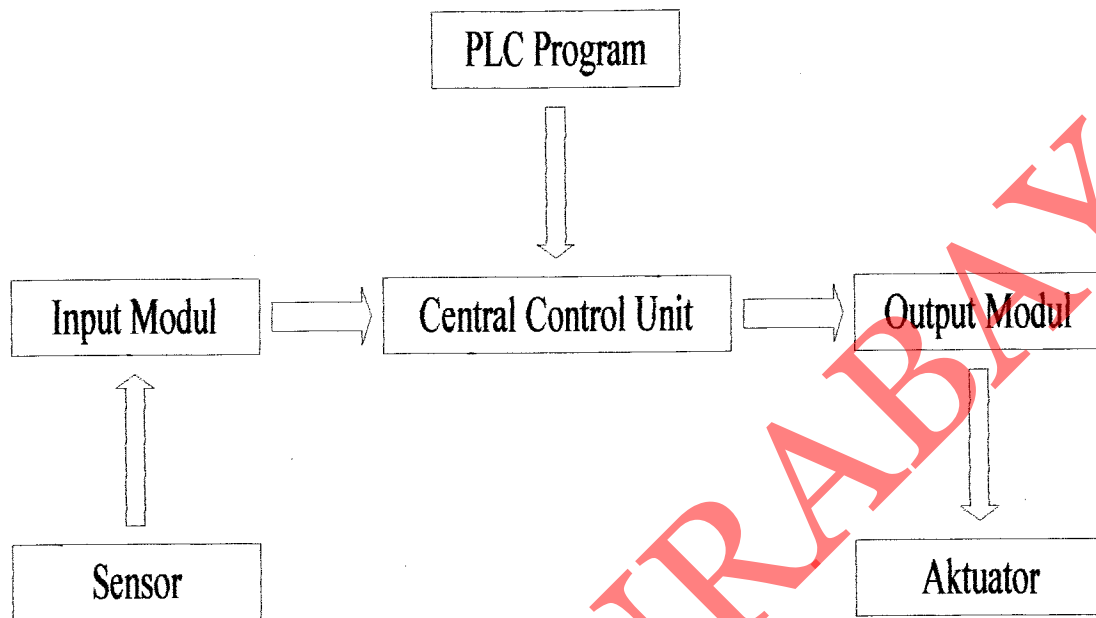 PLC Program
Input Modul
Central Control Unit
Output Modul
Sensor
Aktuator